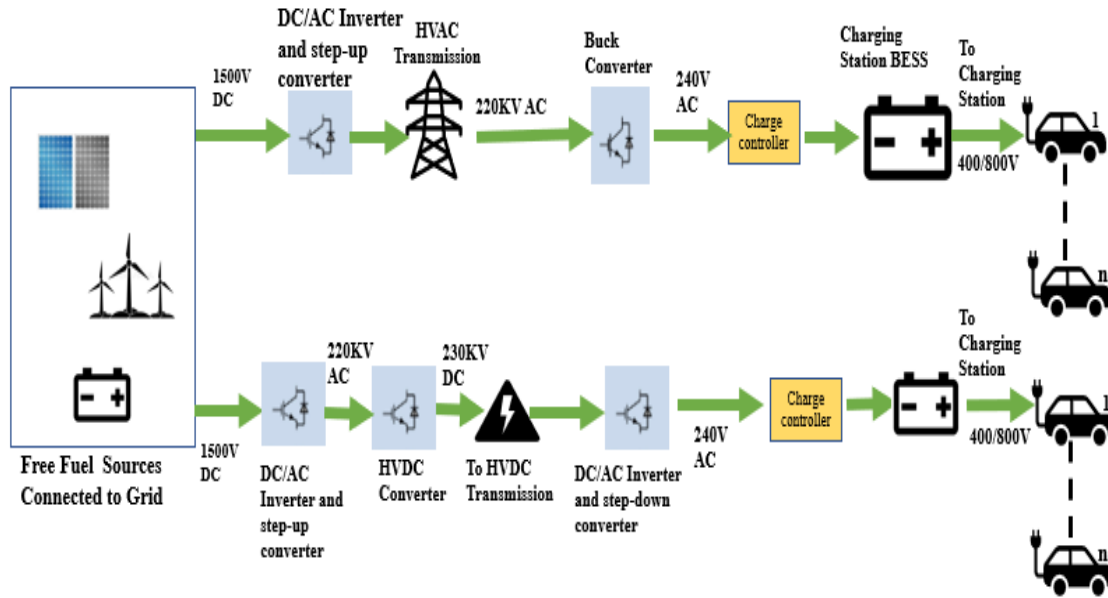 DC/AC Inverter
and step-up
converter
HVAC
Transmission
Buck
Converter
Charging
Station BESS
To
Charging
Station
1500V
DC
220KV AC
240V
AC
Charge
controller
400/800V
1
n
Free Fuel Sources
Connected to Grid
1500V
DC
220KV
AC
230KV
DC
DC/AC
Inverter and
step-up
converter
HVDC
Converter
To HVDC
Transmission
DC/AC Inverter
and step-down
converter
240V
AC
Charge
controller
To
Charging
Station
400/800V
1
n